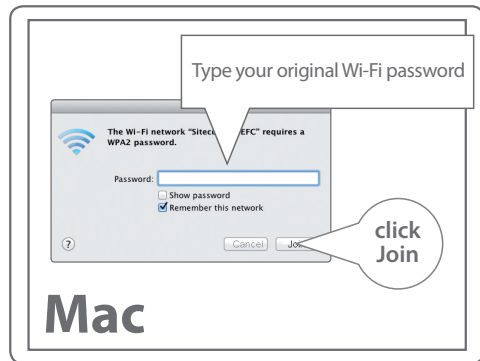 Type your original Wi-Fi password
The Wi-Fi network "Sitec EFC" requires a
WPA2 password.
Password:
Show password
Remember this network
?
Cancel
click
Join
Mac